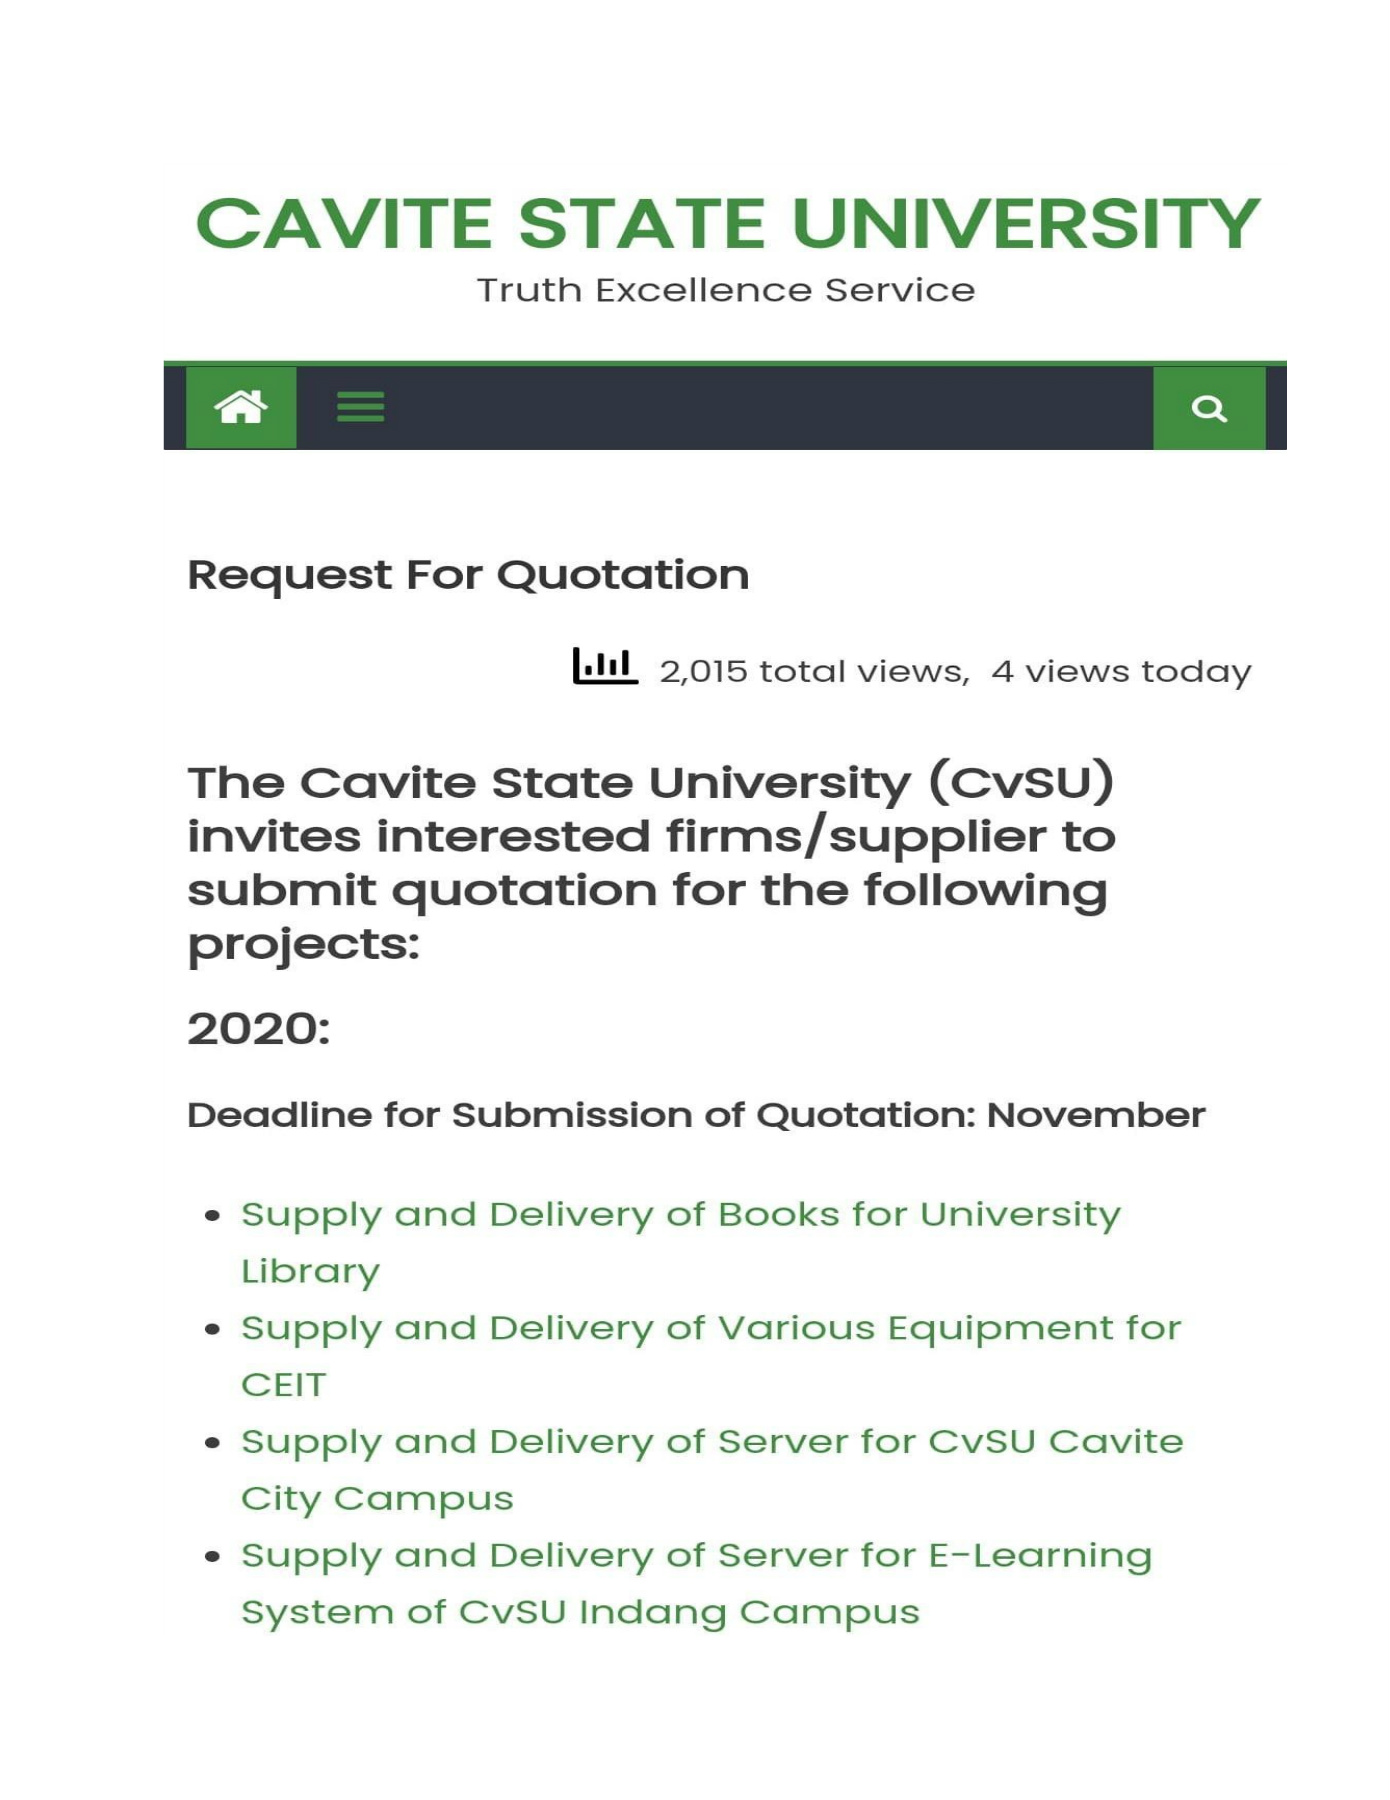 CAVITE STATE UNIVERSITY
Truth Excellence Service
Request For Quotation
2,015 total views, 4 views today
The Cavite State University (CvSU)
invites interested firms/supplier to
submit quotation for the following
projects:
2020:
Deadline for Submission of Quotation: November
• Supply and Delivery of Books for University
Library
• Supply and Delivery of Various Equipment for
CEIT
• Supply and Delivery of Server for CvSU Cavite
City Campus
• Supply and Delivery of Server for E-Learning
System of CvSU Indang Campus